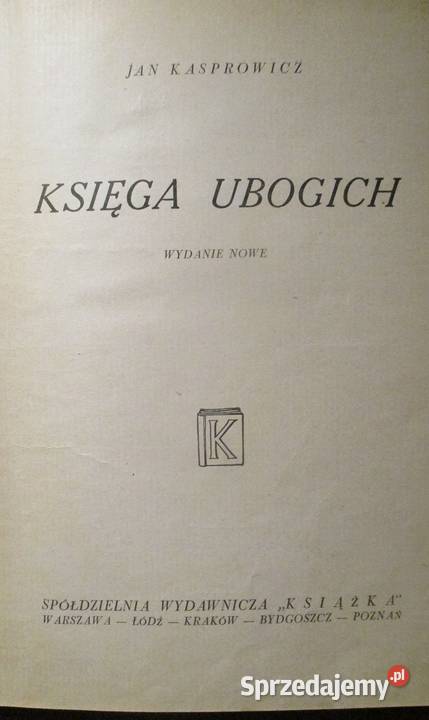 JAN KASPROWICZ
KSIĘGA UBOGICH
WYDANIE NOWE
K
SPÓŁDZIELNIA WYDAWNICZA „KSIĄŻKA"
WARSZAWA — ŁÓDŹ — KRAKÓW — BYDGOSZCZ — POZNAŃ
Sprzedajemy.pl